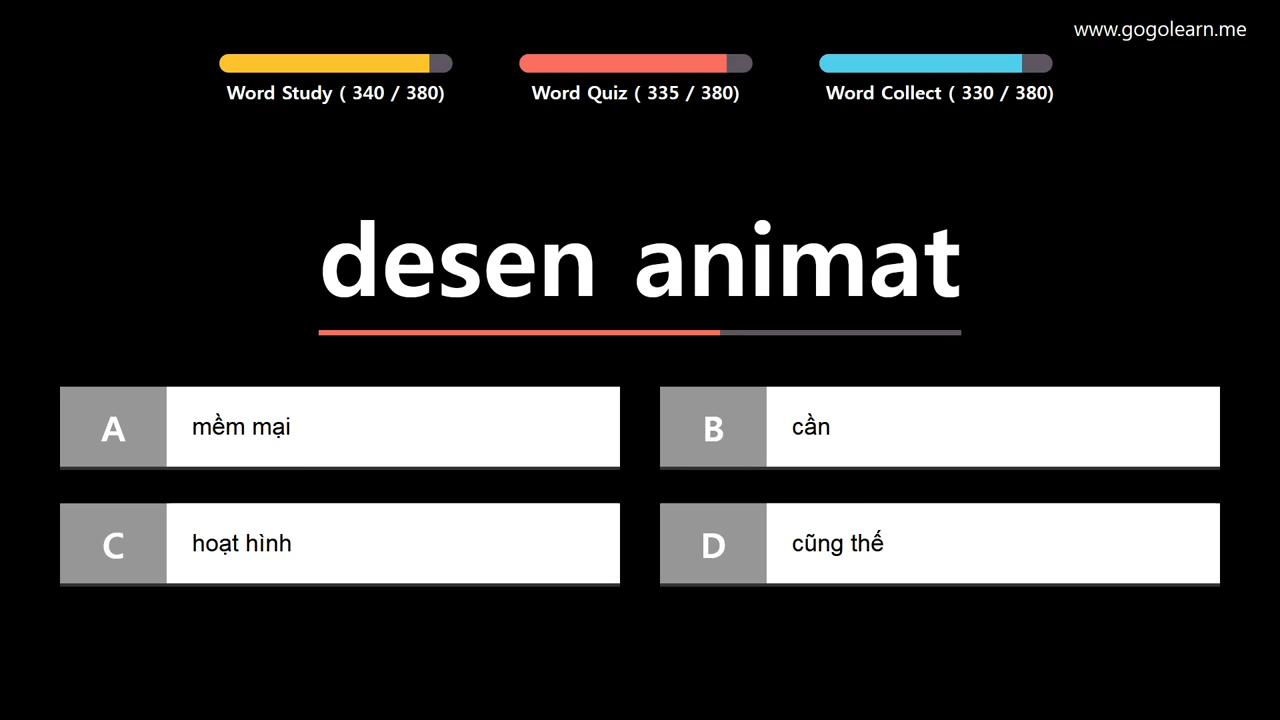 www.gogolearn.me
Word Study ( 340 / 380)
Word Quiz ( 335 / 380)
Word Collect ( 330 / 380)
desen animat
A
mềm mại
B
cần
C
hoạt hình
D
cũng thế